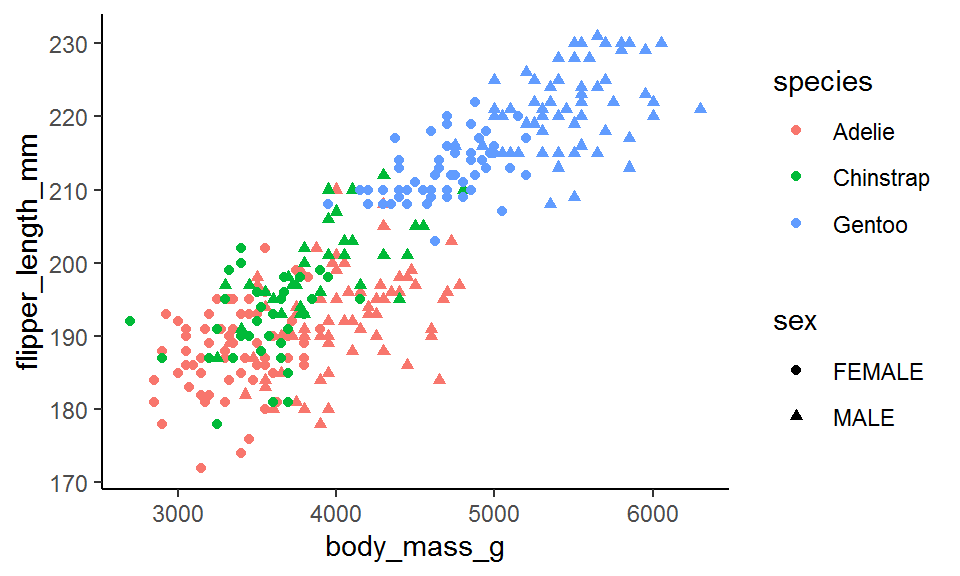 flipper_length_mm
230
220
210
200
190
180
170
3000 4000 5000 6000
body_mass_g
species
Adelie
Chinstrap
Gentoo
sex
FEMALE
MALE